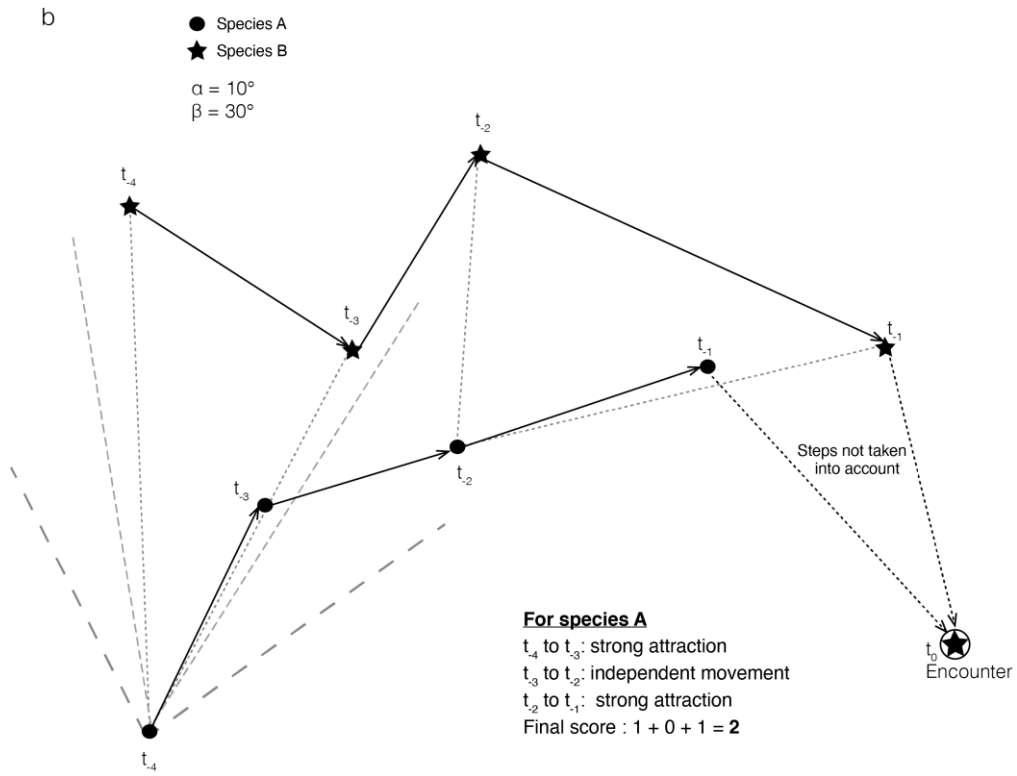 b
Species A
Species B
α = 10°
β = 30°
t-2
t-4
t-3
t-1
t-1
Steps not taken
into account
t-2
t-3
For species A
t-4 to t-3: strong attraction
t-3 to t-2: independent movement
t-2 to t-1: strong attraction
Final score : 1 + 0 + 1 = 2
t0
Encounter
t-4